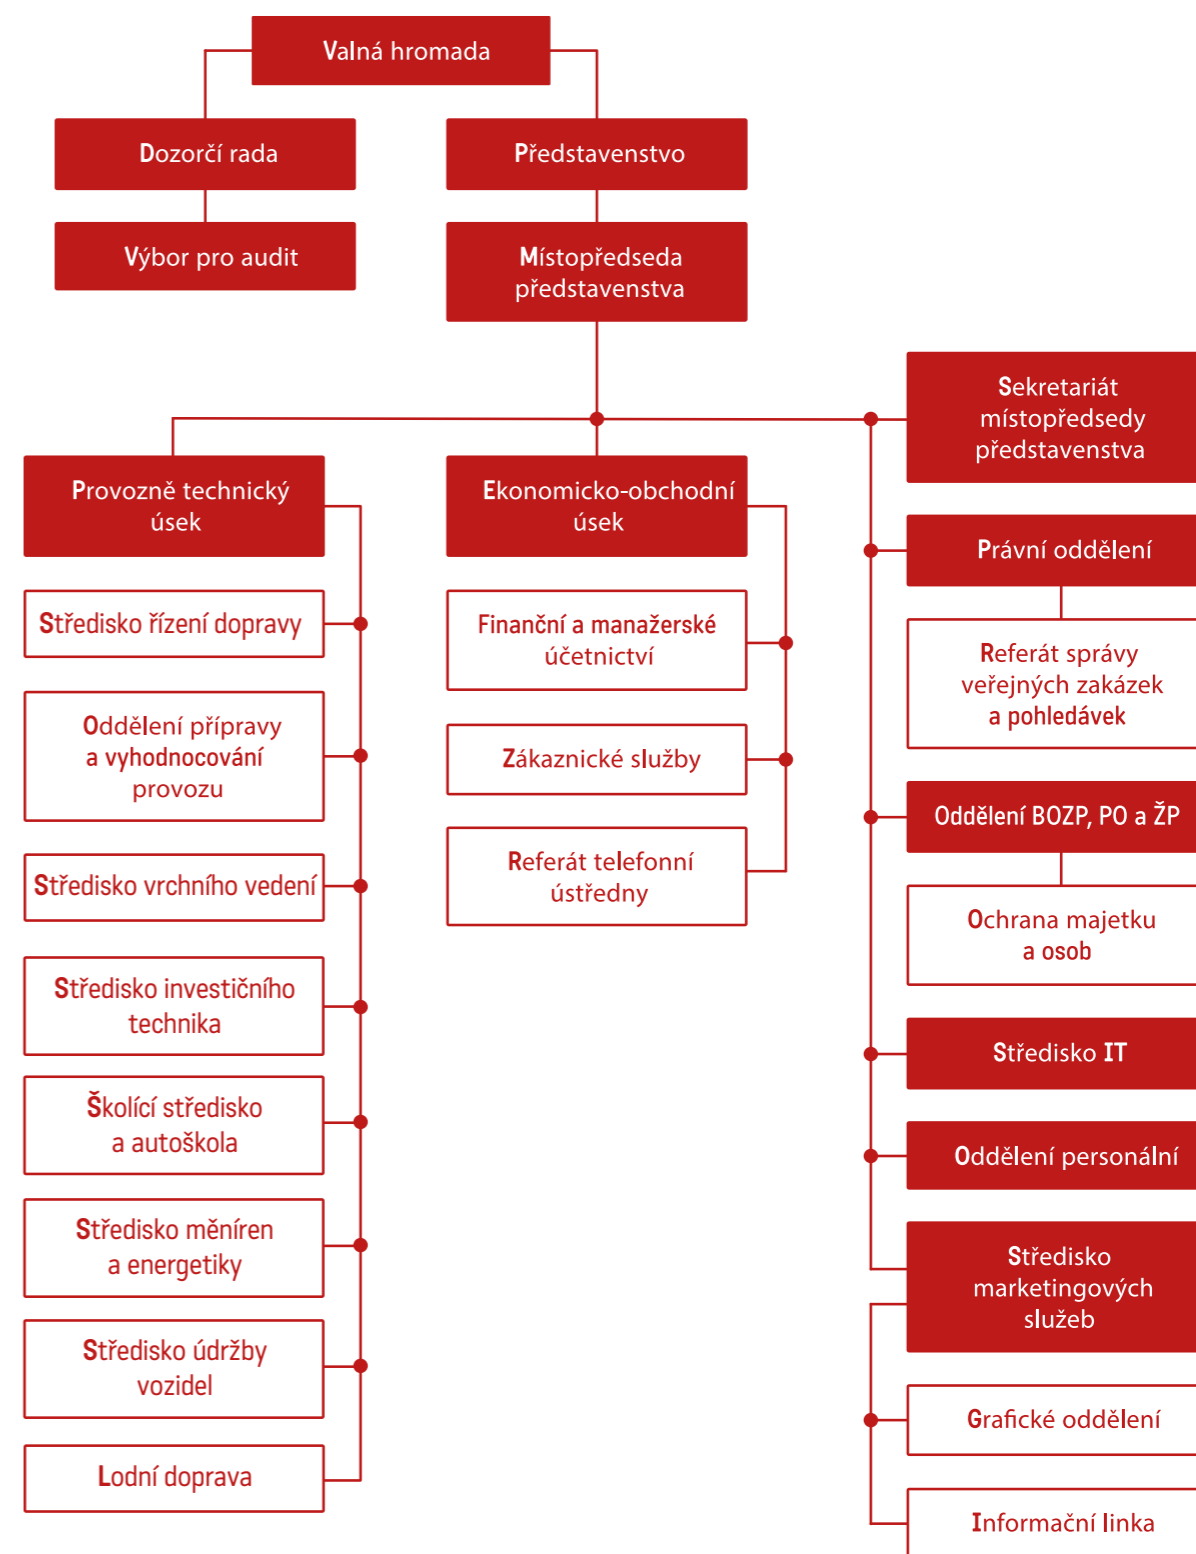 Valná hromada
Dozorčí rada
Představenstvo
Výbor pro audit
Místopředseda
představenstva
Sekretariát
místopředsedy
představenstva
Provozně technický
úsek
Ekonomicko-obchodní
úsek
Právní oddělení
Středisko řízení dopravy
Finanční a manažerské
účetnictví
Referát správy
veřejných zakázek
a pohledávek
Oddělení přípravy
a vyhodnocování
provozu
Zákaznické služby
Oddělení BOZP, PO a ŽP
Středisko vrchního vedení
Referát telefonní
ústředny
Ochrana majetku
a osob
Středisko investičního
technika
Středisko IT
Školící středisko
a autoškola
Oddělení personální
Středisko měníren
a energetiky
Středisko
marketingových
služeb
Středisko údržby
vozidel
Grafické oddělení
Lodní doprava
Informační linka